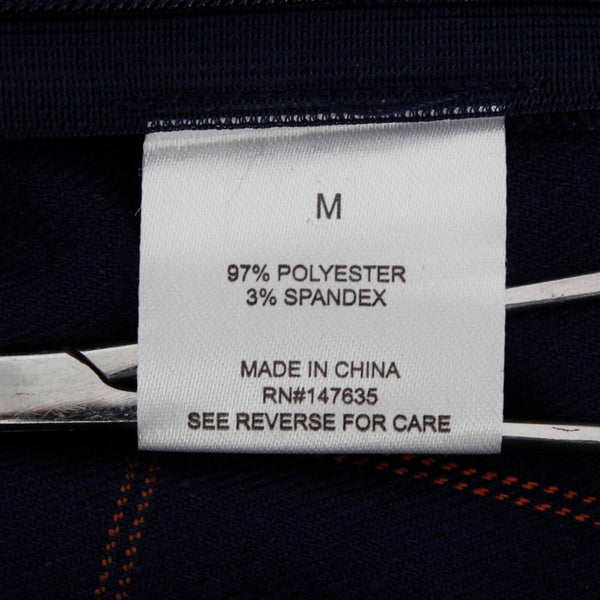 M
97% POLYESTER
3% SPANDEX
MADE IN CHINA
RN#147635
SEE REVERSE FOR CARE